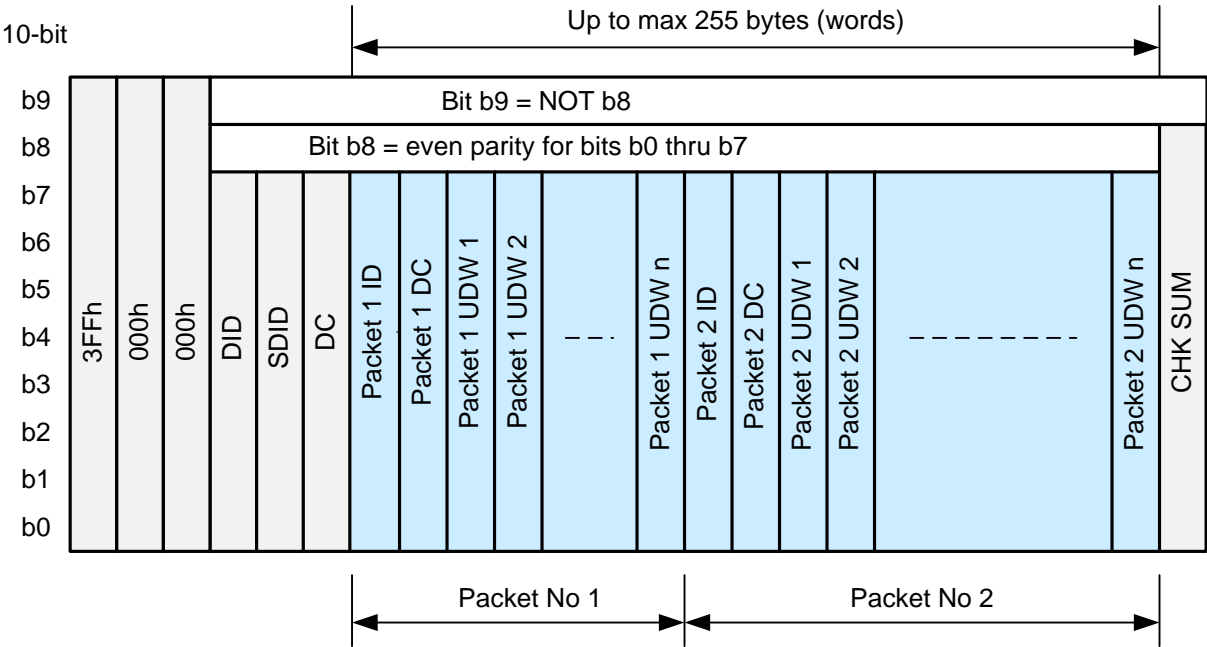 Up to max 255 bytes (words)
10-bit
b9
Bit b9 = NOT b8
b8
Bit b8 = even parity for bits b0 thru b7
b7
b6
b5
b4
b3
b2
b1
b0
3FFh
000h
000h
DID
SDID
DC
Packet 1 ID
Packet 1 DC
Packet 1 UDW 1
Packet 1 UDW 2
Packet 1 UDW n
Packet 2 ID
Packet 2 DC
Packet 2 UDW 1
Packet 2 UDW 2
Packet 2 UDW n
CHK SUM
Packet No 1
Packet No 2